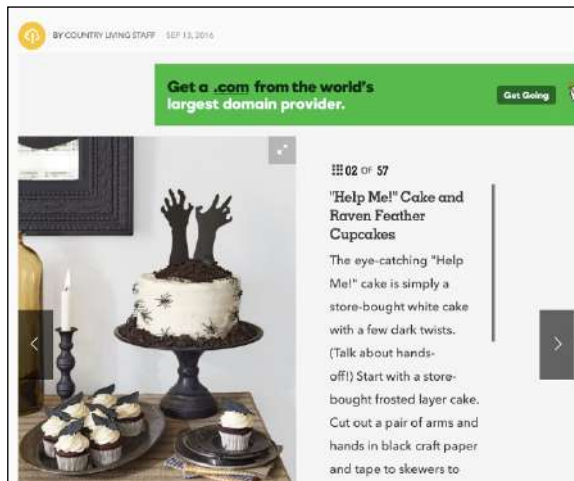 BY COUNTRY LIVING STAFF SEP 13, 2016
Get a .com from the world's
largest domain provider.
Get Going
02 OF 57
"Help Me!" Cake and
Raven Feather
Cupcakes
The eye-catching "Help
Me!" cake is simply a
store-bought white cake
with a few dark twists.
(Talk about hands-
off!) Start with a store-
bought frosted layer cake.
Cut out a pair of arms and
hands in black craft paper
and tape to skewers to